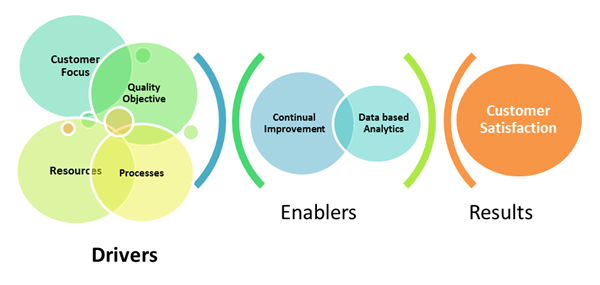 Customer
Focus
Quality
Objective
Resources
Processes
Drivers
Continual
Improvement
Data based
Analytics
Enablers
Customer
Satisfaction
Results